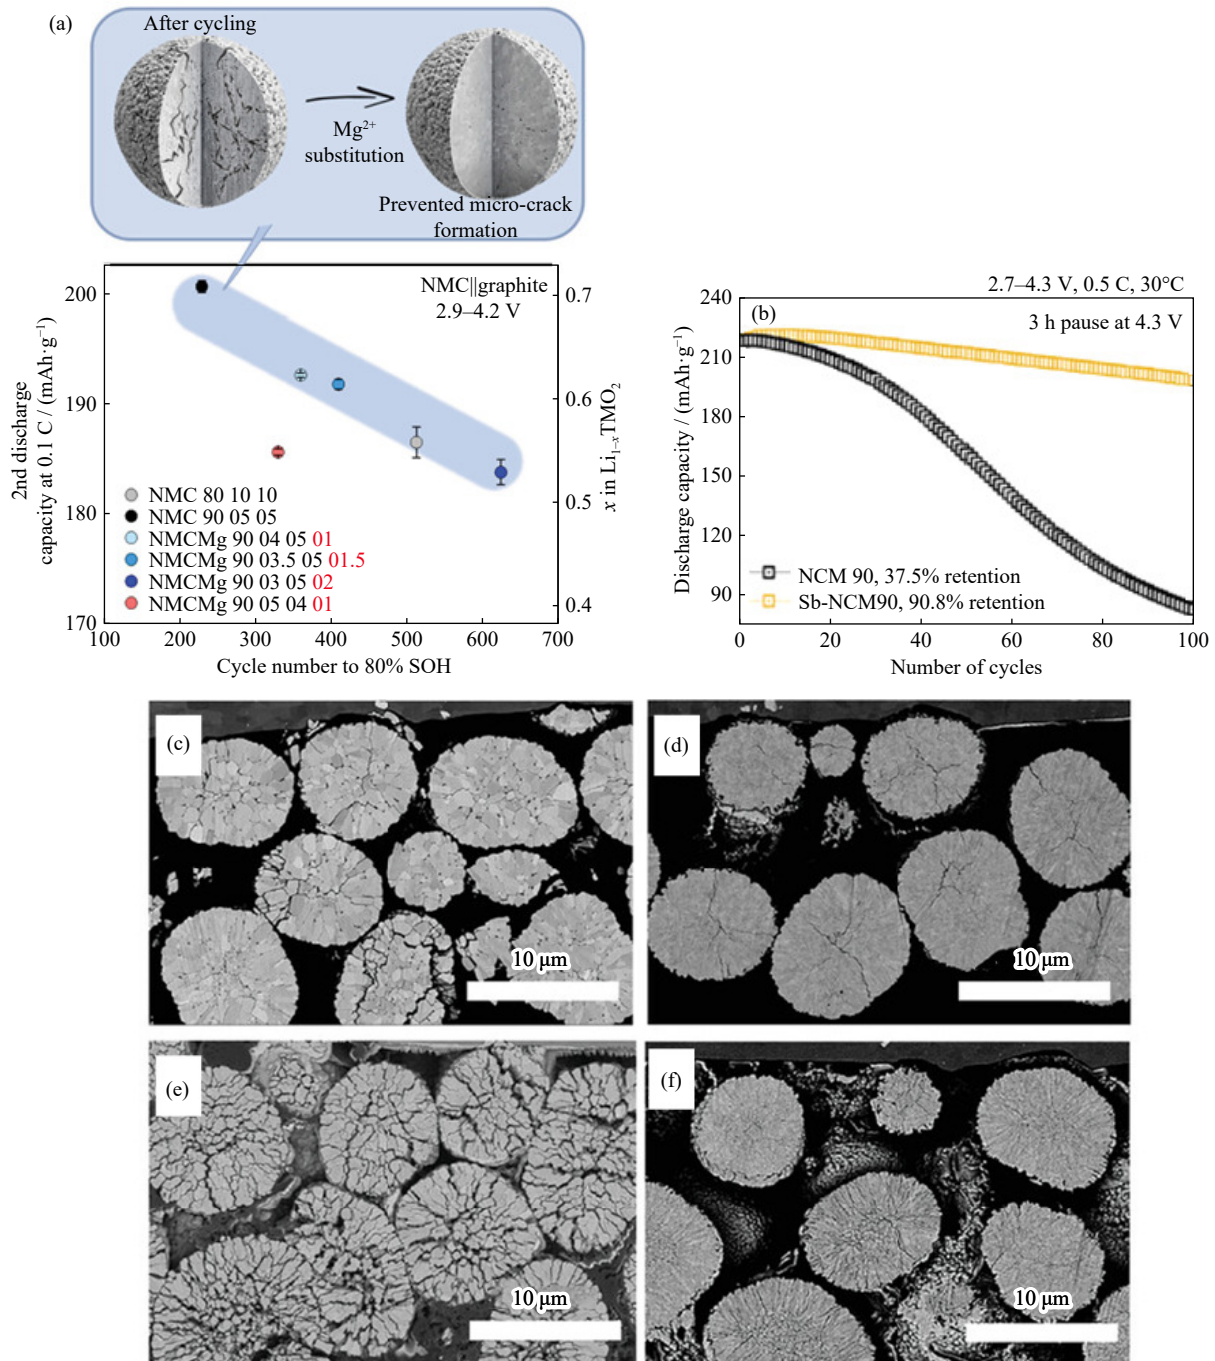 (a)
After cycling
Mg²⁺
substitution
Prevented micro-crack
formation
NMC||graphite
2.9–4.2 V
200
190
180
170
2nd discharge
capacity at 0.1 C / (mAh·g⁻¹)
0.7
0.6
0.5
0.4
x in Li₁₋ₓTMO₂
NMC 80 10 10
NMC 90 05 05
NMCMg 90 04 05 01
NMCMg 90 03.5 05 01.5
NMCMg 90 03 05 02
NMCMg 90 05 04 01
100 200 300 400 500 600 700
Cycle number to 80% SOH
2.7–4.3 V, 0.5 C, 30°C
(b)
3 h pause at 4.3 V
240
210
180
150
120
90
Discharge capacity / (mAh·g⁻¹)
NCM 90, 37.5% retention
Sb-NCM90, 90.8% retention
0 20 40 60 80 100
Number of cycles
(c)
10 μm
(d)
10 μm
(e)
10 μm
(f)
10 μm